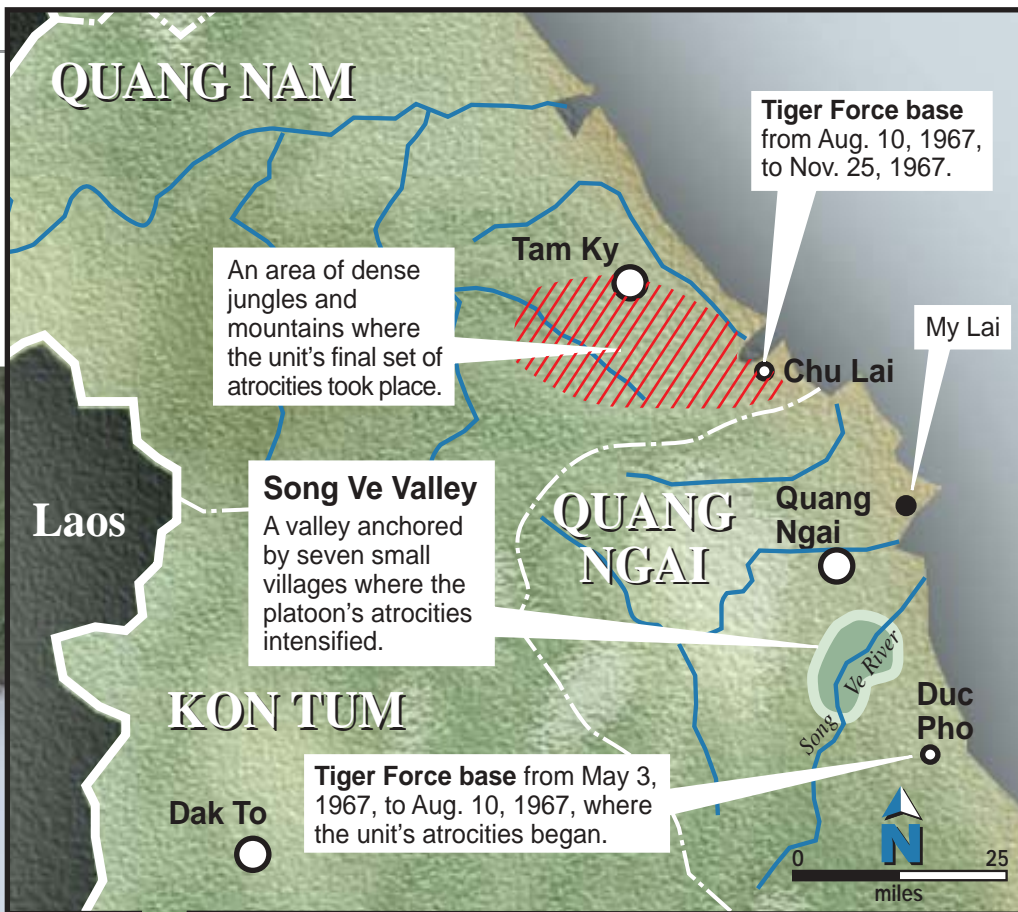 QUANG NAM
Tiger Force base
from Aug. 10, 1967,
to Nov. 25, 1967.
Tam Ky
An area of dense
jungles and
mountains where
the unit's final set of
atrocities took place.
My Lai
Chu Lai
Song Ve Valley
A valley anchored
by seven small
villages where the
platoon's atrocities
intensified.
Laos
QUANG
NGAI
Quang
Ngai
Song Ve River
KON TUM
Duc
Pho
Tiger Force base from May 3,
1967, to Aug. 10, 1967, where
the unit's atrocities began.
Dak To
N
0 25
miles